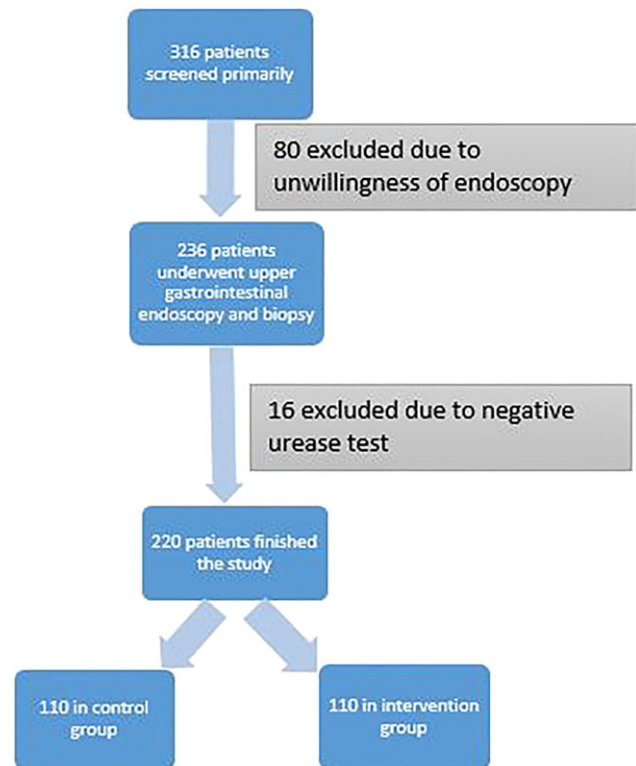 316 patients
screened primarily
80 excluded due to
unwillingness of endoscopy
236 patients
underwent upper
gastrointestinal
endoscopy and biopsy
16 excluded due to negative
urease test
220 patients finished
the study
110 in control
group
110 in intervention
group